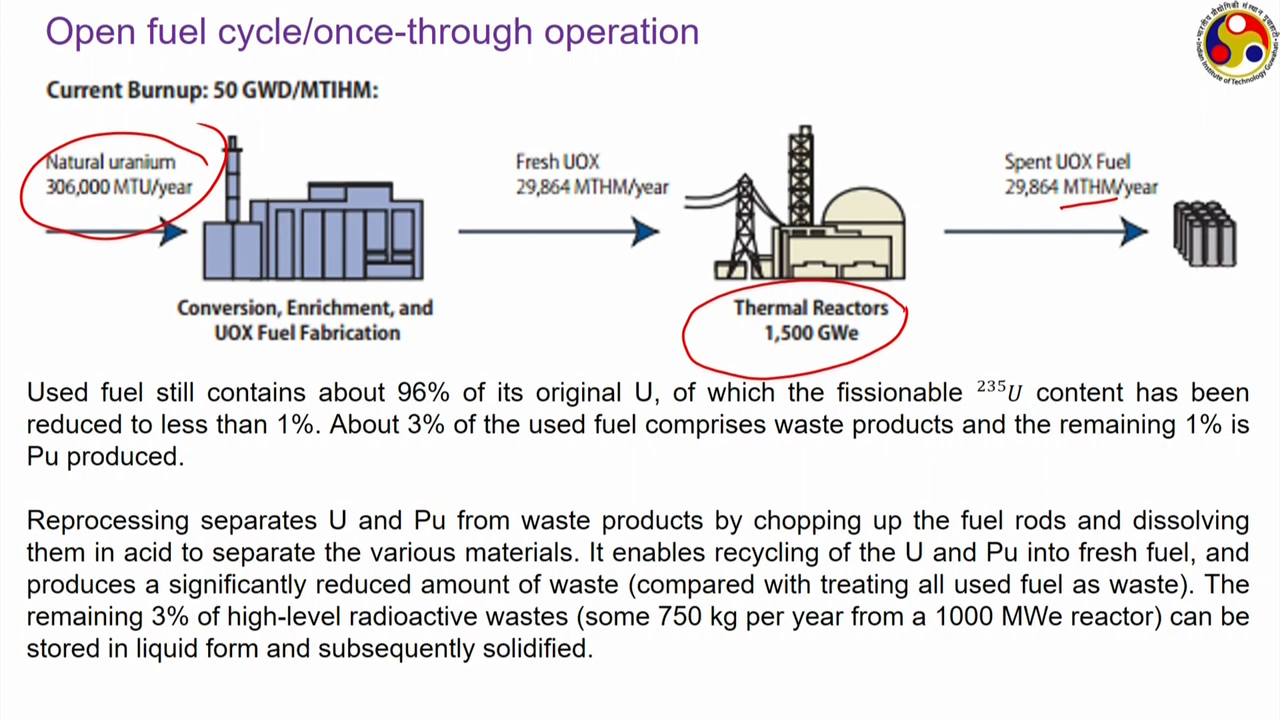 Open fuel cycle/once-through operation
Current Burnup: 50 GWD/MTIHM:
Natural uranium
306,000 MTU/year
Fresh UOX
29,864 MTHM/year
Spent UOX Fuel
29,864 MTHM/year
Conversion, Enrichment, and
UOX Fuel Fabrication
Thermal Reactors
1,500 GWe
Used fuel still contains about 96% of its original U, of which the fissionable ²³⁵U content has been
reduced to less than 1%. About 3% of the used fuel comprises waste products and the remaining 1% is
Pu produced.
Reprocessing separates U and Pu from waste products by chopping up the fuel rods and dissolving
them in acid to separate the various materials. It enables recycling of the U and Pu into fresh fuel, and
produces a significantly reduced amount of waste (compared with treating all used fuel as waste). The
remaining 3% of high-level radioactive wastes (some 750 kg per year from a 1000 MWe reactor) can be
stored in liquid form and subsequently solidified.
Indian Institute of Technology Guwahati